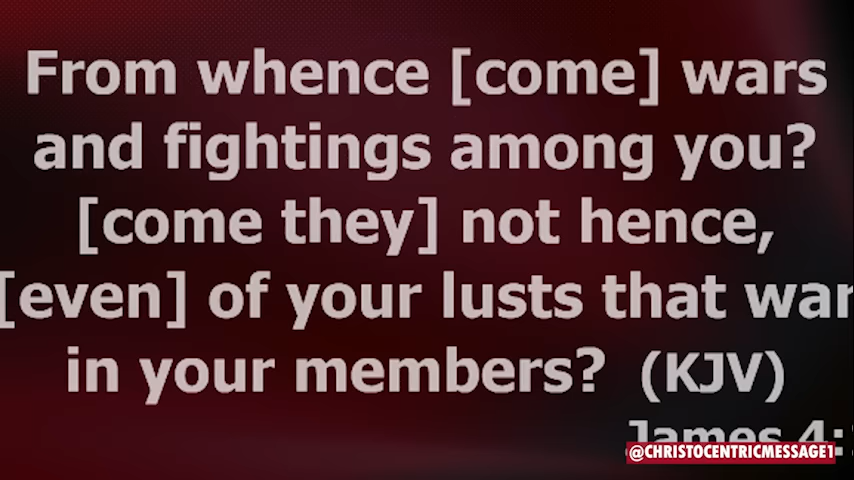 From whence [come] wars
and fightings among you?
[come they] not hence,
[even] of your lusts that war
in your members? (KJV)
James 4:
@CHRISTOCENTRICMESSAGE1